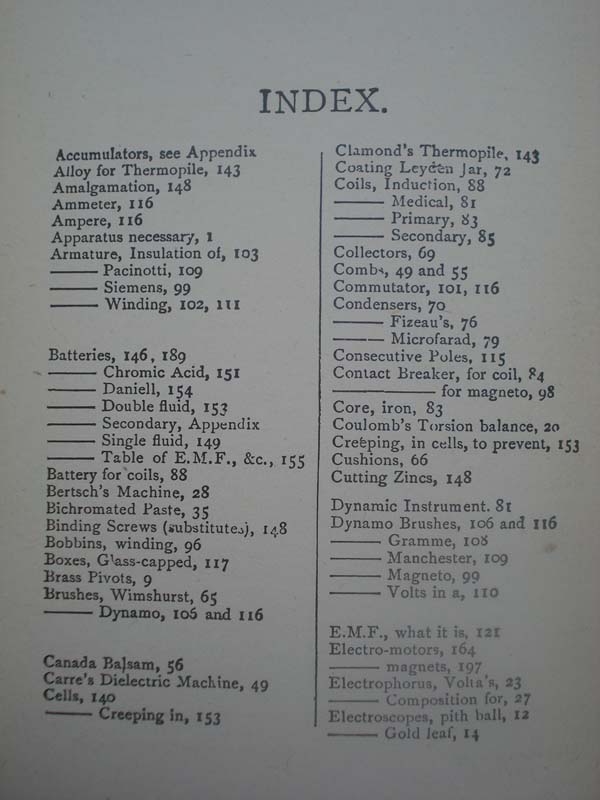 INDEX.
Accumulators, see Appendix
Alloy for Thermopile, 143
Amalgamation, 148
Ammeter, 116
Ampere, 116
Apparatus necessary, 1
Armature, Insulation of, 103
—— Pacinotti, 109
—— Siemens, 99
—— Winding, 102, 111
Batteries, 146, 189
—— Chromic Acid, 151
—— Daniell, 154
—— Double fluid, 153
—— Secondary, Appendix
—— Single fluid, 149
—— Table of E.M.F., &c., 155
Battery for coils, 88
Bertsch's Machine, 28
Bichromated Paste, 35
Binding Screws (substitutes), 148
Bobbins, winding, 96
Boxes, Glass-capped, 117
Brass Pivots, 9
Brushes, Wimshurst, 65
—— Dynamo, 106 and 116
Canada Balsam, 56
Carre's Dielectric Machine, 49
Cells, 140
—— Creeping in, 153
Clamond's Thermopile, 143
Coating Leyden Jar, 72
Coils, Induction, 88
—— Medical, 81
—— Primary, 83
—— Secondary, 85
Collectors, 69
Combs, 49 and 55
Commutator, 101, 116
Condensers, 70
—— Fizeau's, 76
—— Microfarad, 79
Consecutive Poles, 115
Contact Breaker, for coil, 84
—— for magneto, 98
Core, iron, 83
Coulomb's Torsion balance, 20
Creeping, in cells, to prevent, 153
Cushions, 66
Cutting Zincs, 148
Dynamic Instrument. 81
Dynamo Brushes, 106 and 116
—— Gramme, 108
—— Manchester, 109
—— Magneto, 99
—— Volts in a, 110
E.M.F., what it is, 121
Electro-motors, 164
—— magnets, 197
Electrophorus, Volta's, 23
—— Composition for, 27
Electroscopes, pith ball, 12
—— Gold leaf, 14